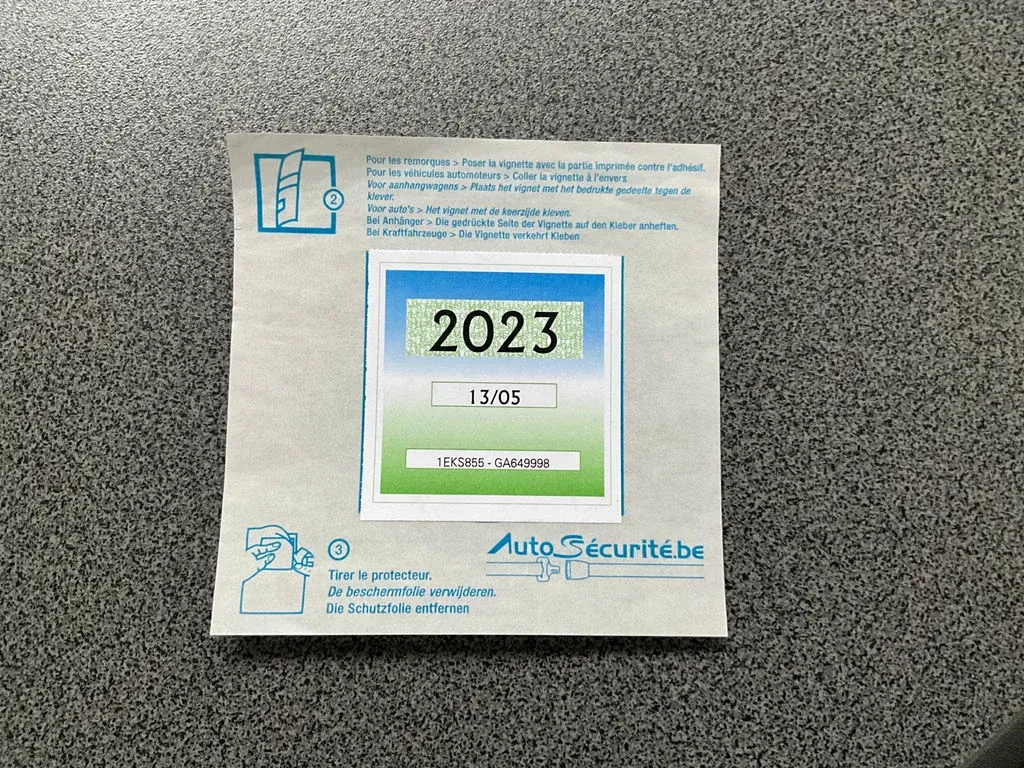 2
Pour les remorques > Poser la vignette avec la partie imprimée contre l'adhésif.
Pour les véhicules automoteurs > Coller la vignette à l'envers
Voor aanhangwagens > Plaats het vignet met het bedrukte gedeelte tegen de
klever.
Voor auto's > Het vignet met de keerzijde kleven.
Bei Anhänger > Die gedrückte Seite der Vignette auf den Kleber anheften.
Bei Kraftfahrzeuge > Die Vignette verkehrt Kleben
2023
13/05
1EKS855 - GA649998
3
Tirer le protecteur.
De beschermfolie verwijderen.
Die Schutzfolie entfernen
AutoSécurité.be